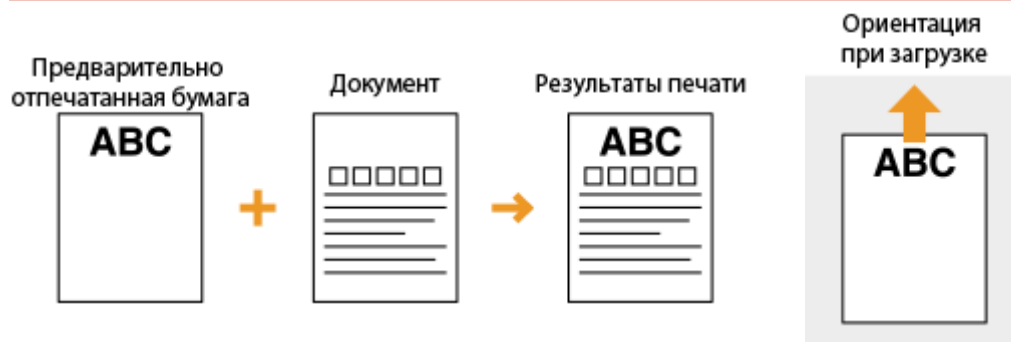 Предварительно
отпечатанная бумага
ABC
Документ
Результаты печати
ABC
Ориентация
при загрузке
ABC